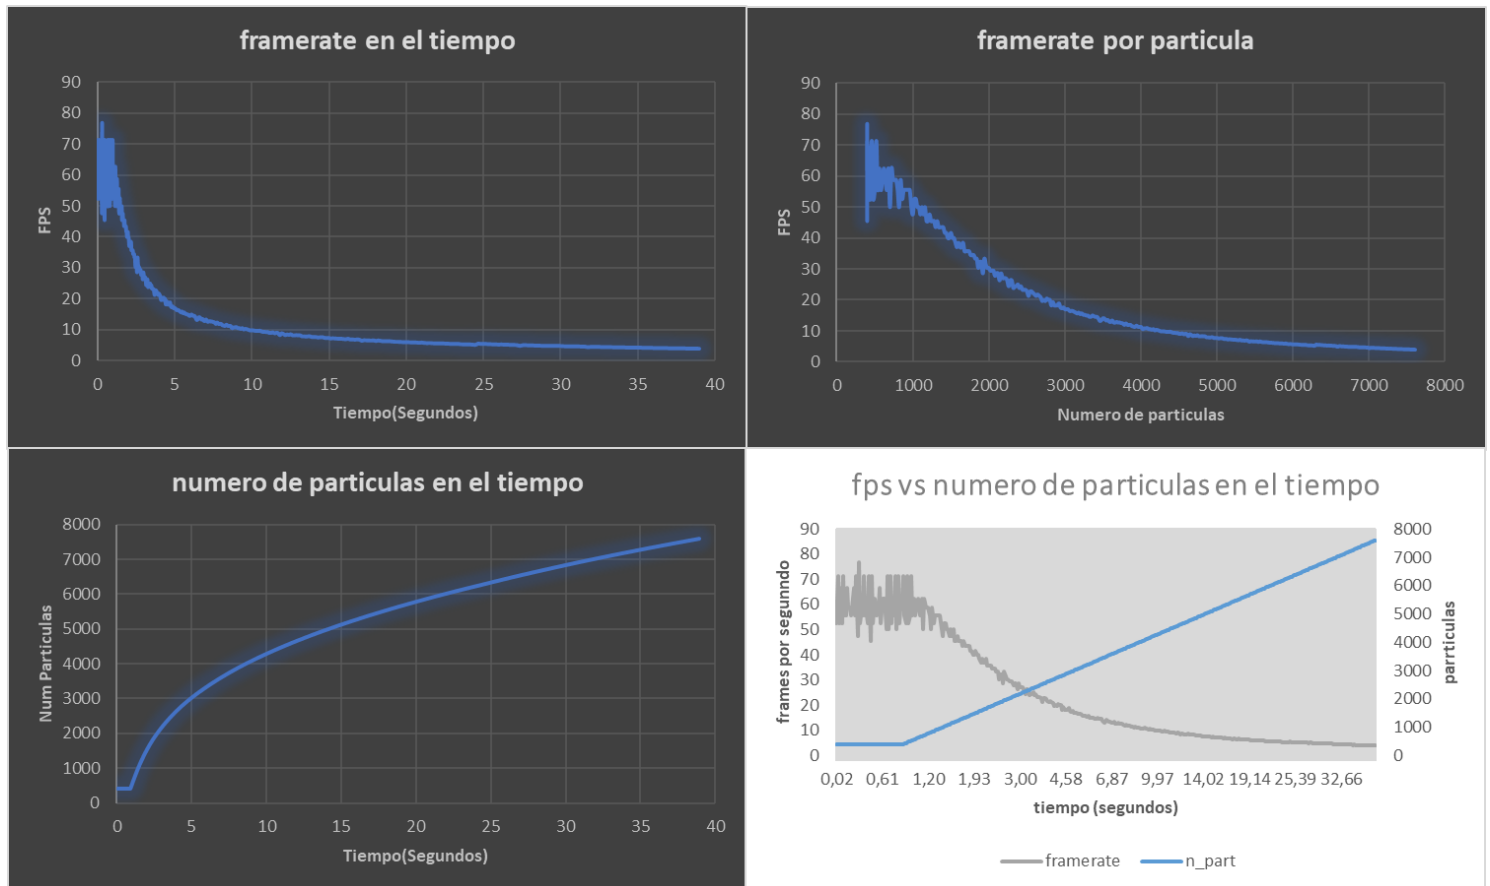 framerate en el tiempo
90
80
70
60
50
40
30
20
10
0
FPS
0 5 10 15 20 25 30 35 40
Tiempo(Segundos)
framerate por particula
90
80
70
60
50
40
30
20
10
0
FPS
0 1000 2000 3000 4000 5000 6000 7000 8000
Numero de particulas
numero de particulas en el tiempo
8000
7000
6000
5000
4000
3000
2000
1000
0
Num Particulas
0 5 10 15 20 25 30 35 40
Tiempo(Segundos)
fps vs numero de particulas en el tiempo
90
80
70
60
50
40
30
20
10
0
frames por segunndo
8000
7000
6000
5000
4000
3000
2000
1000
0
parrticulas
0,02 0,61 1,20 1,93 3,00 4,58 6,87 9,97 14,02 19,14 25,39 32,66
tiempo (segundos)
framerate n_part